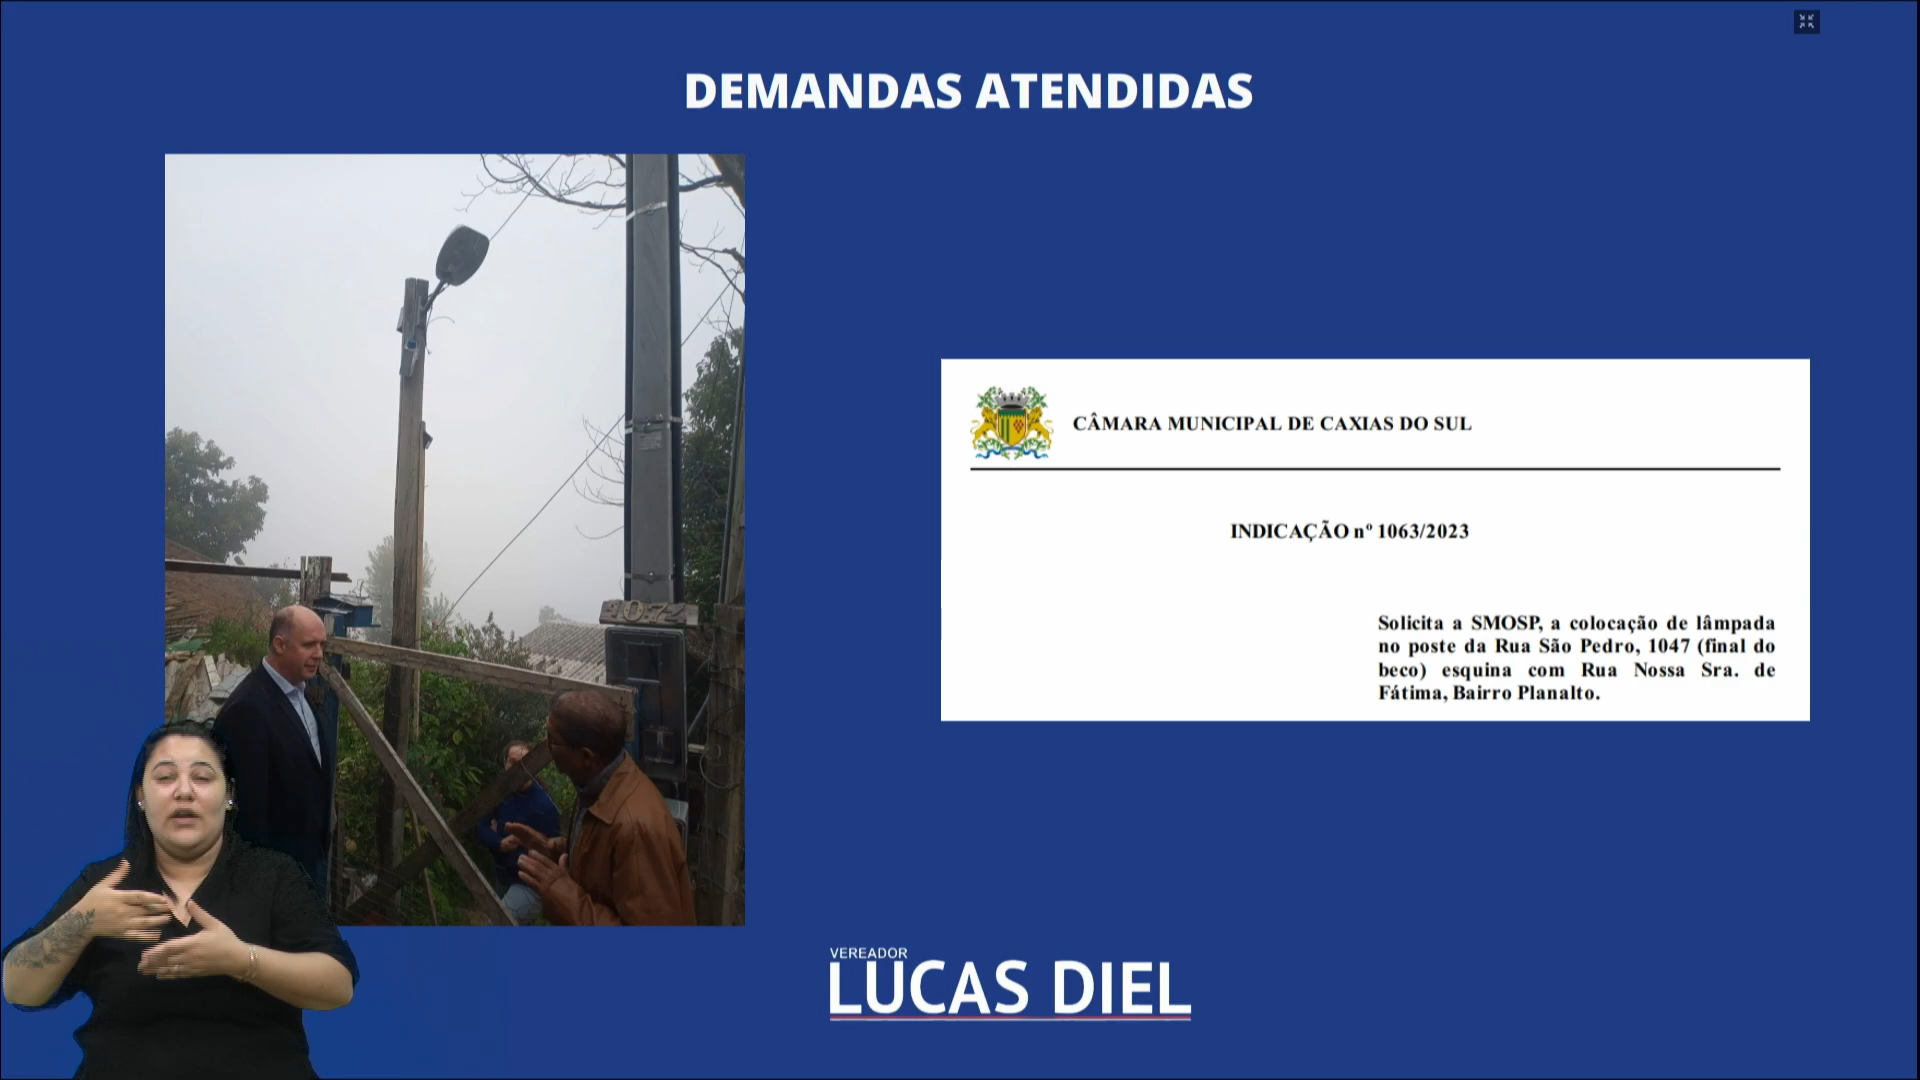 DEMANDAS ATENDIDAS
CÂMARA MUNICIPAL DE CAXIAS DO SUL
INDICAÇÃO nº 1063/2023
Solicita a SMOSP, a colocação de lâmpada
no poste da Rua São Pedro, 1047 (final do
beco) esquina com Rua Nossa Sra. de
Fátima, Bairro Planalto.
VEREADOR
LUCAS DIEL